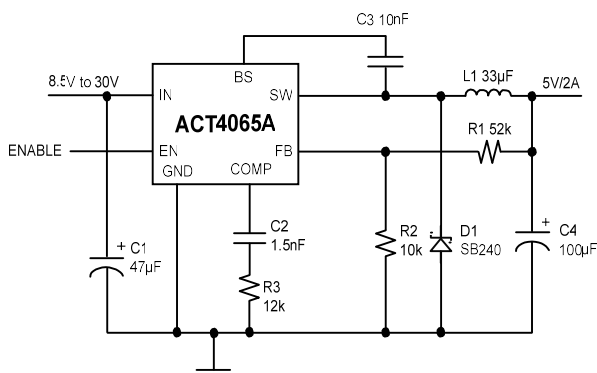 C3 10nF
8.5V to 30V
BS
L1 33µF
5V/2A
IN
SW
ACT4065A
R1 52k
ENABLE
EN
FB
GND
COMP
C2
1.5nF
R2
10k
D1
SB240
+
C4
100µF
+
C1
47µF
R3
12k